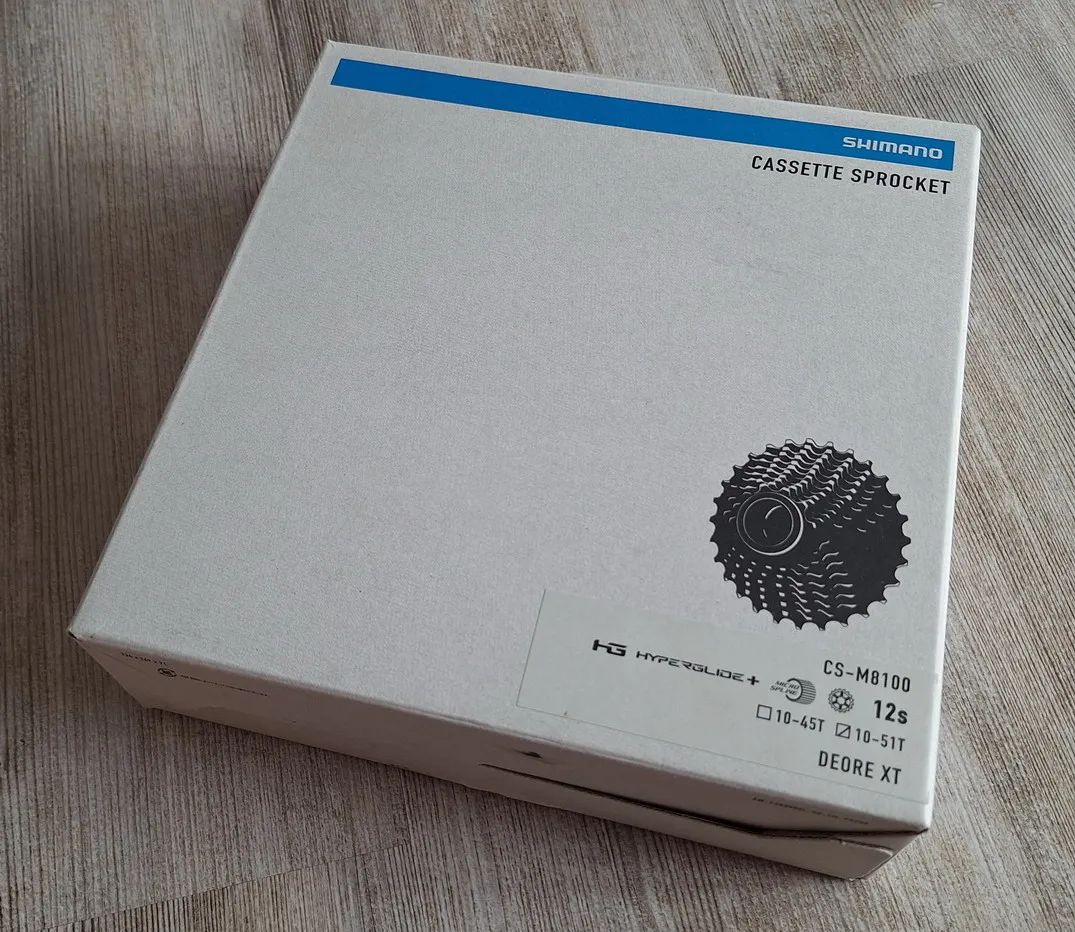 SHIMANO
CASSETTE SPROCKET
CS-M8100
HG HYPERGLIDE+ MICRO SPLINE 12s
10-45T 10-51T
DEORE XT